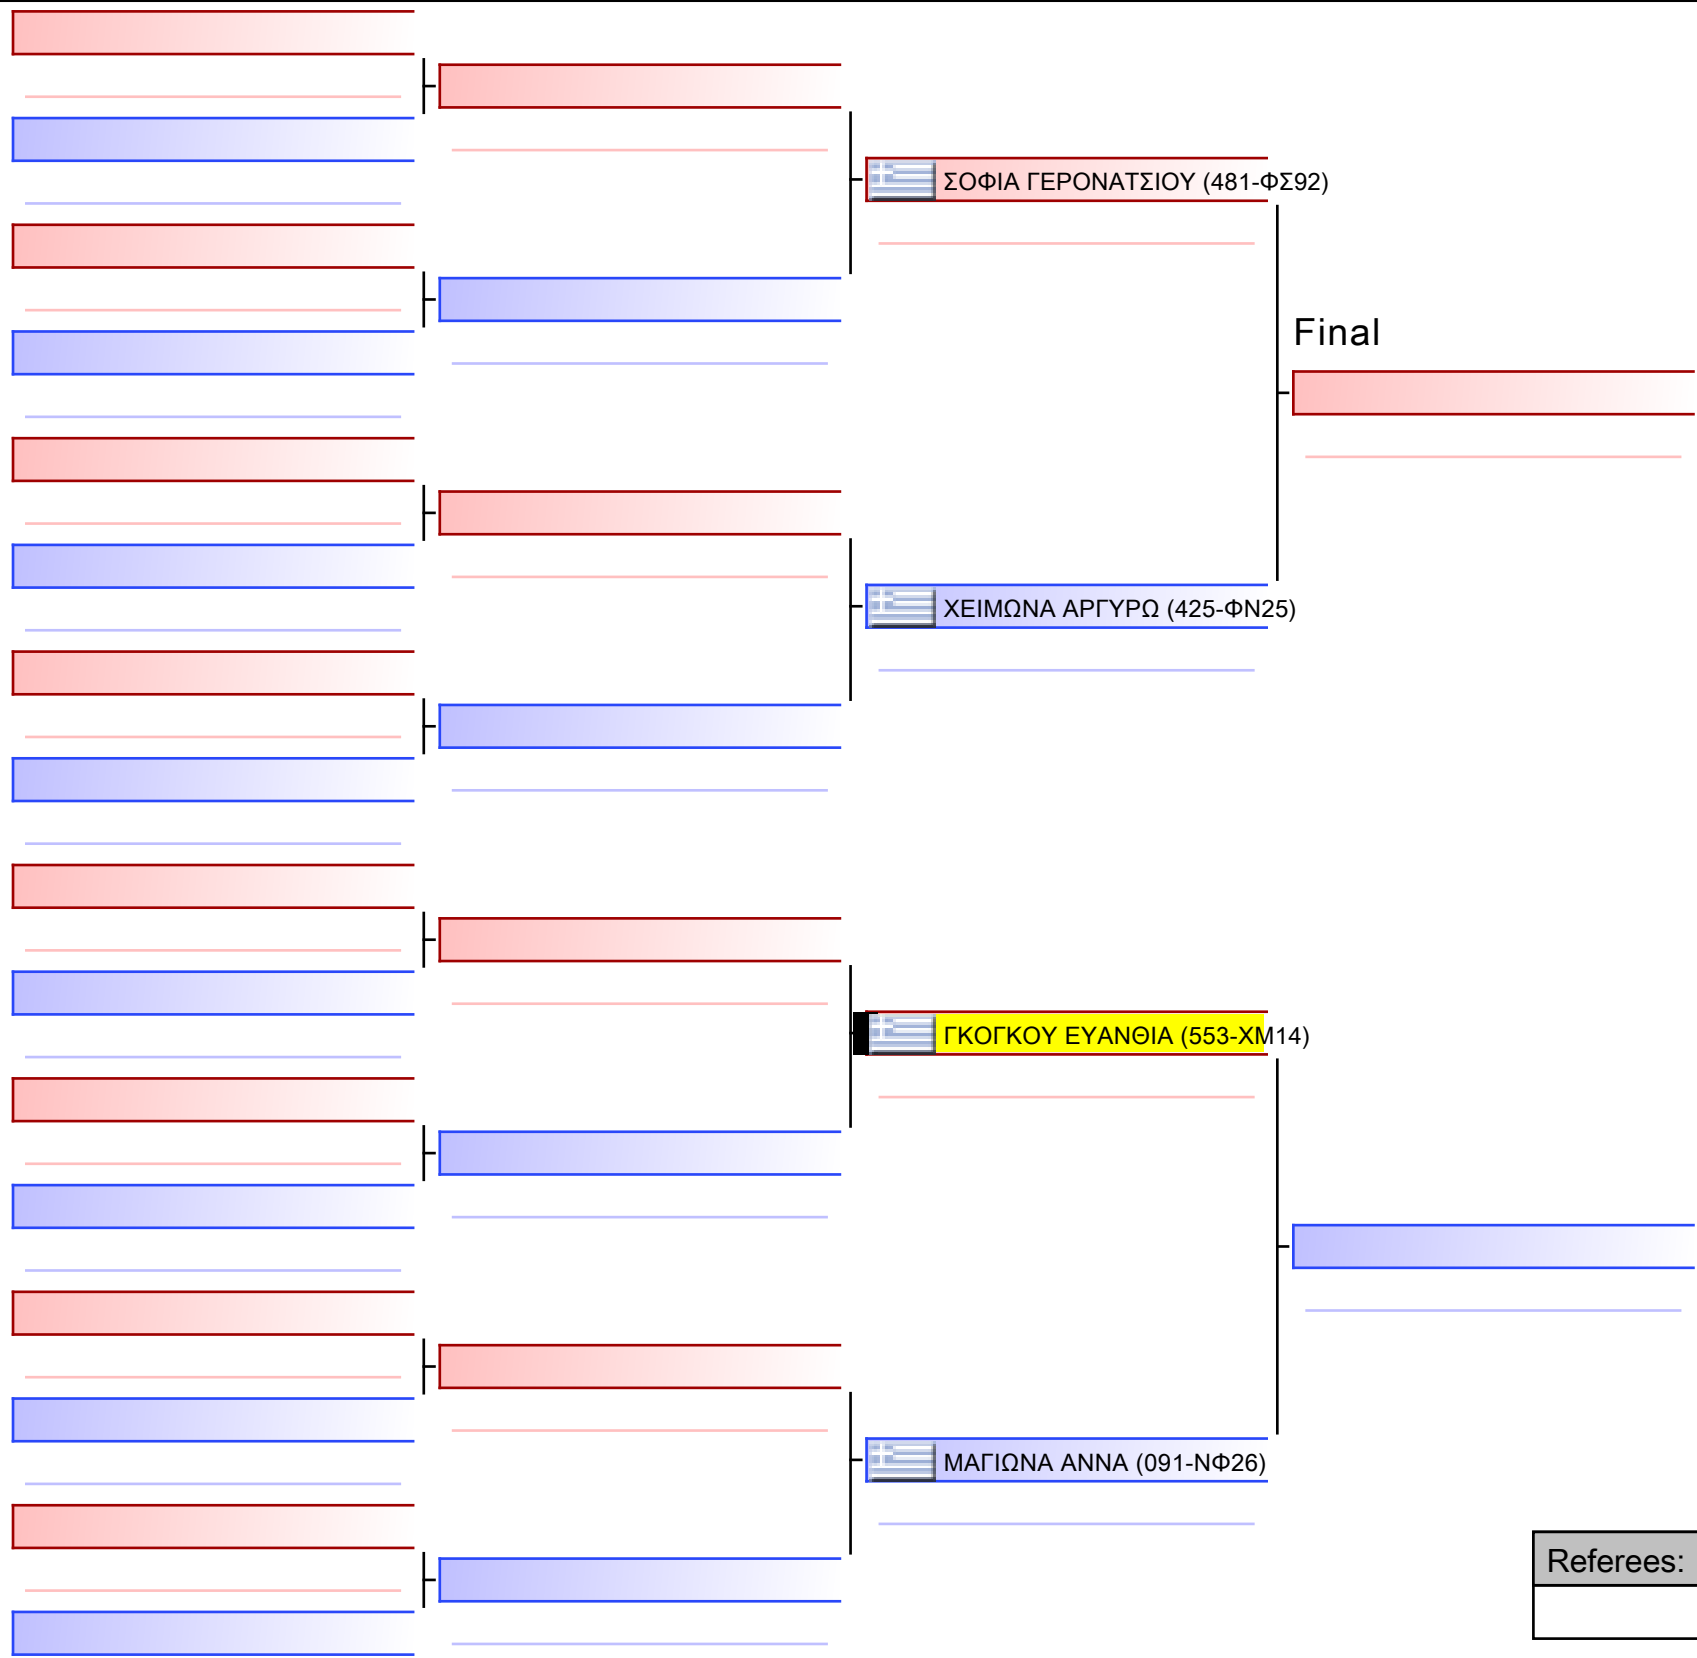 ΣΟΦΙΑ ΓΕΡΟΝΑΤΣΙΟΥ (481-ΦΣ92)
Final
ΧΕΙΜΩΝΑ ΑΡΓΥΡΩ (425-ΦΝ25)
ΓΚΟΓΚΟΥ ΕΥΑΝΘΙΑ (553-ΧΜ14)
ΜΑΓΙΩΝΑ ΑΝΝΑ (091-ΝΦ26)
Referees: